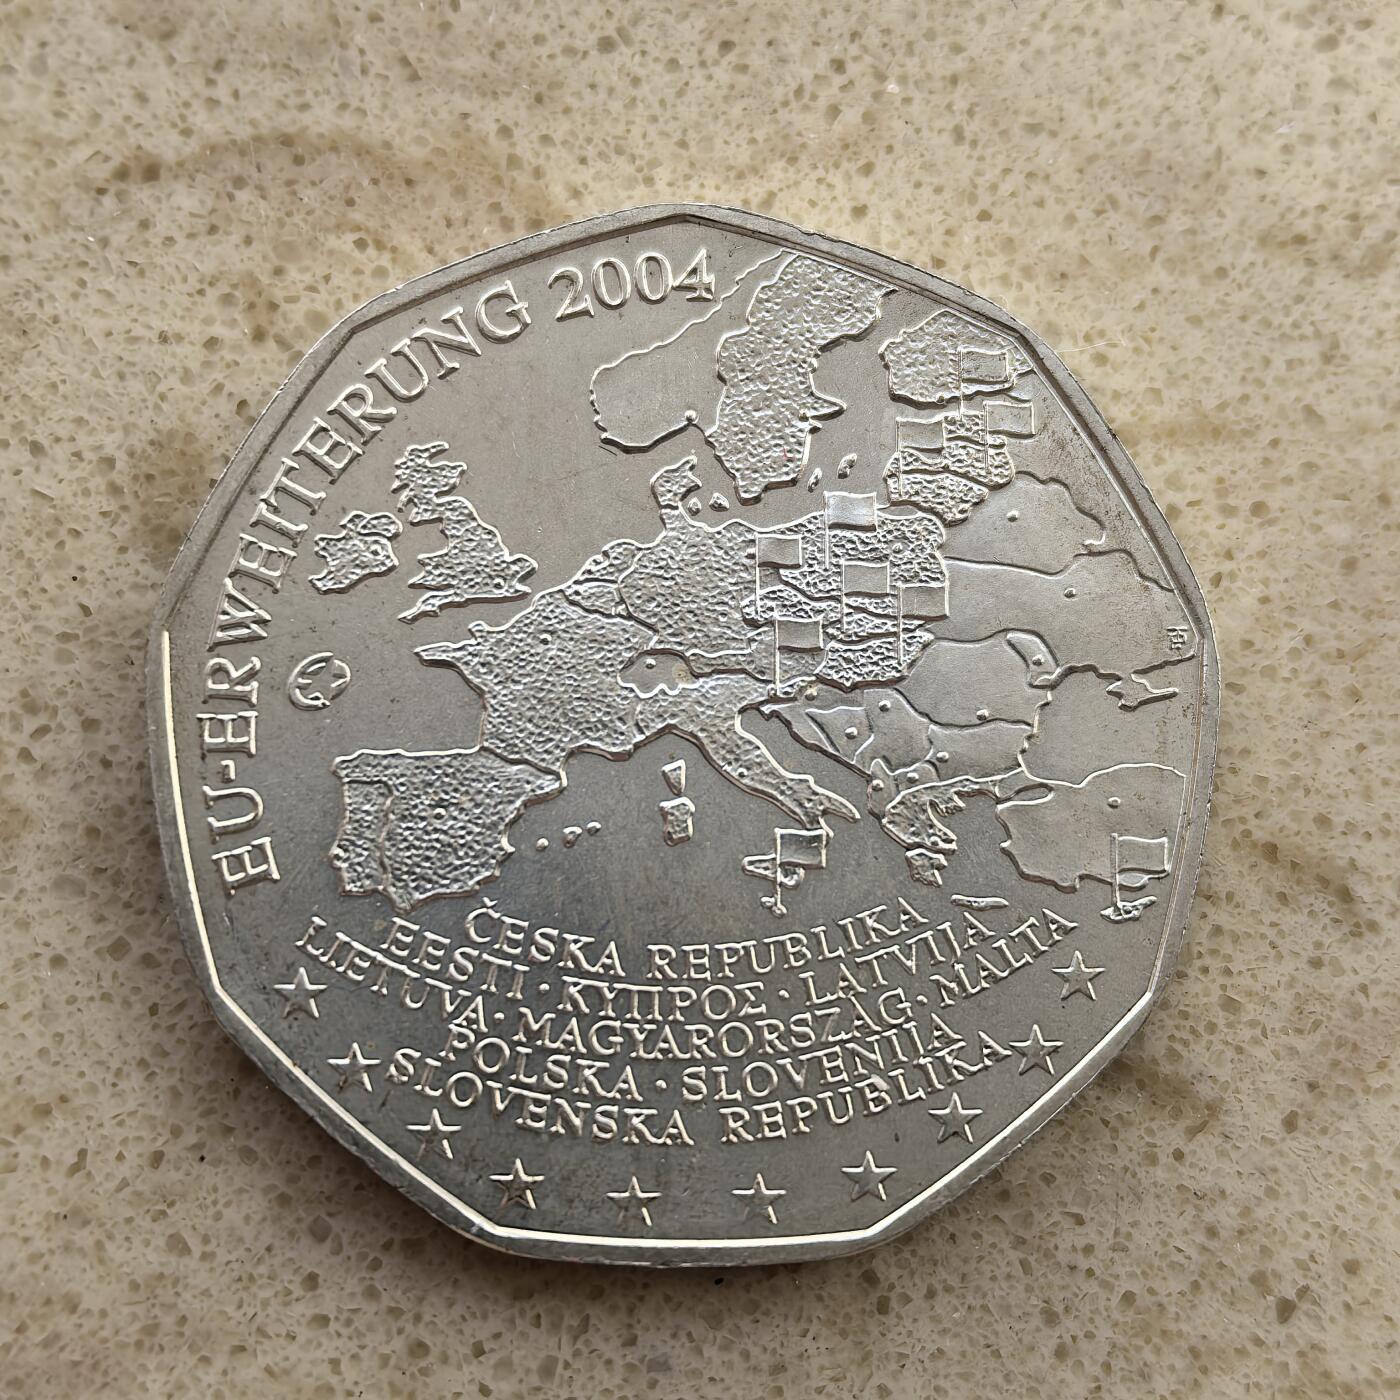 EU-ERWEITERUNG 2004
ČESKA REPUBLIKA
EESTI · ΚΥΠΡΟΣ · LATVIJA
LIETUVA · MAGYARORSZÁG · MALTA
POLSKA · SLOVENIJA
SLOVENSKA REPUBLIKA